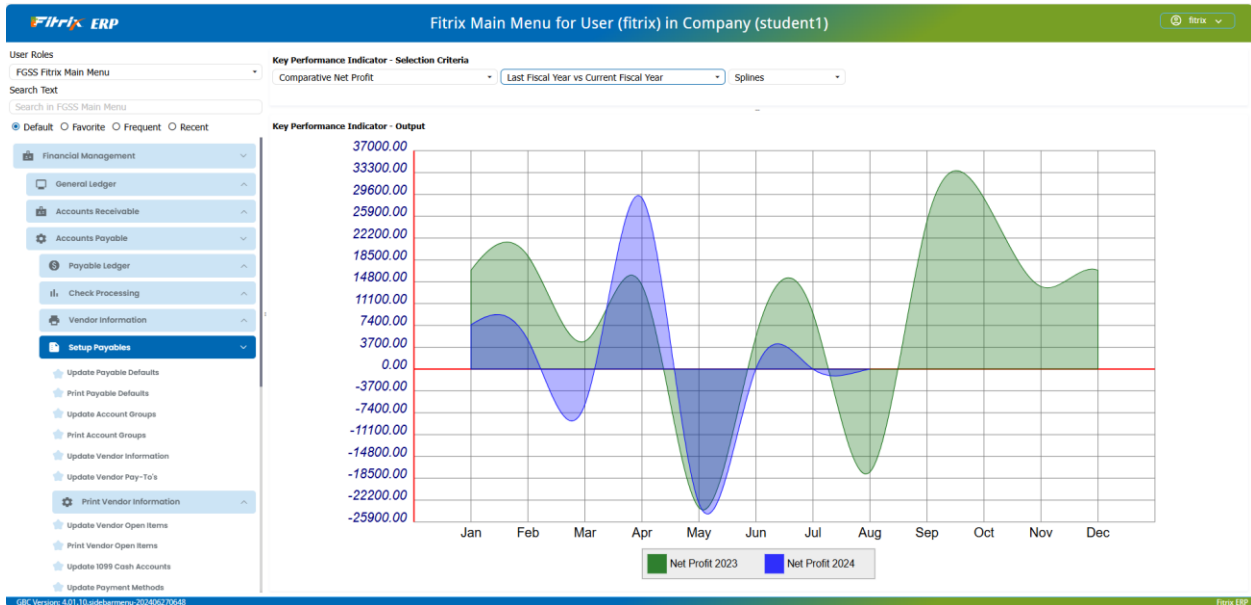 Fitrix ERP
Fitrix Main Menu for User (fitrix) in Company (student1)
fitrix
User Roles
FGSS Fitrix Main Menu
Search Text
Search in FGSS Main Menu
Default Favorite Frequent Recent
Financial Management
General Ledger
Accounts Receivable
Accounts Payable
Payable Ledger
Check Processing
Vendor Information
Setup Payables
Update Payable Defaults
Print Payable Defaults
Update Account Groups
Print Account Groups
Update Vendor Information
Update Vendor Pay-To's
Print Vendor Information
Update Vendor Open Items
Print Vendor Open Items
Update 1099 Cash Accounts
Update Payment Methods
Key Performance Indicator - Selection Criteria
Comparative Net Profit Last Fiscal Year vs Current Fiscal Year Splines
Key Performance Indicator - Output
37000.00
33300.00
29600.00
25900.00
22200.00
18500.00
14800.00
11100.00
7400.00
3700.00
0.00
-3700.00
-7400.00
-11100.00
-14800.00
-18500.00
-22200.00
-25900.00
Jan Feb Mar Apr May Jun Jul Aug Sep Oct Nov Dec
Net Profit 2023 Net Profit 2024
GBC Version: 4.01.10.sidebarmenu-202406270648
Fitrix ERP